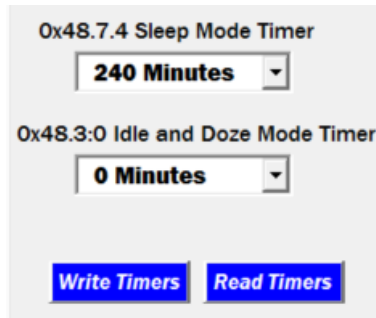 0x48.7.4 Sleep Mode Timer
240 Minutes
0x48.3:0 Idle and Doze Mode Timer
0 Minutes
Write Timers Read Timers